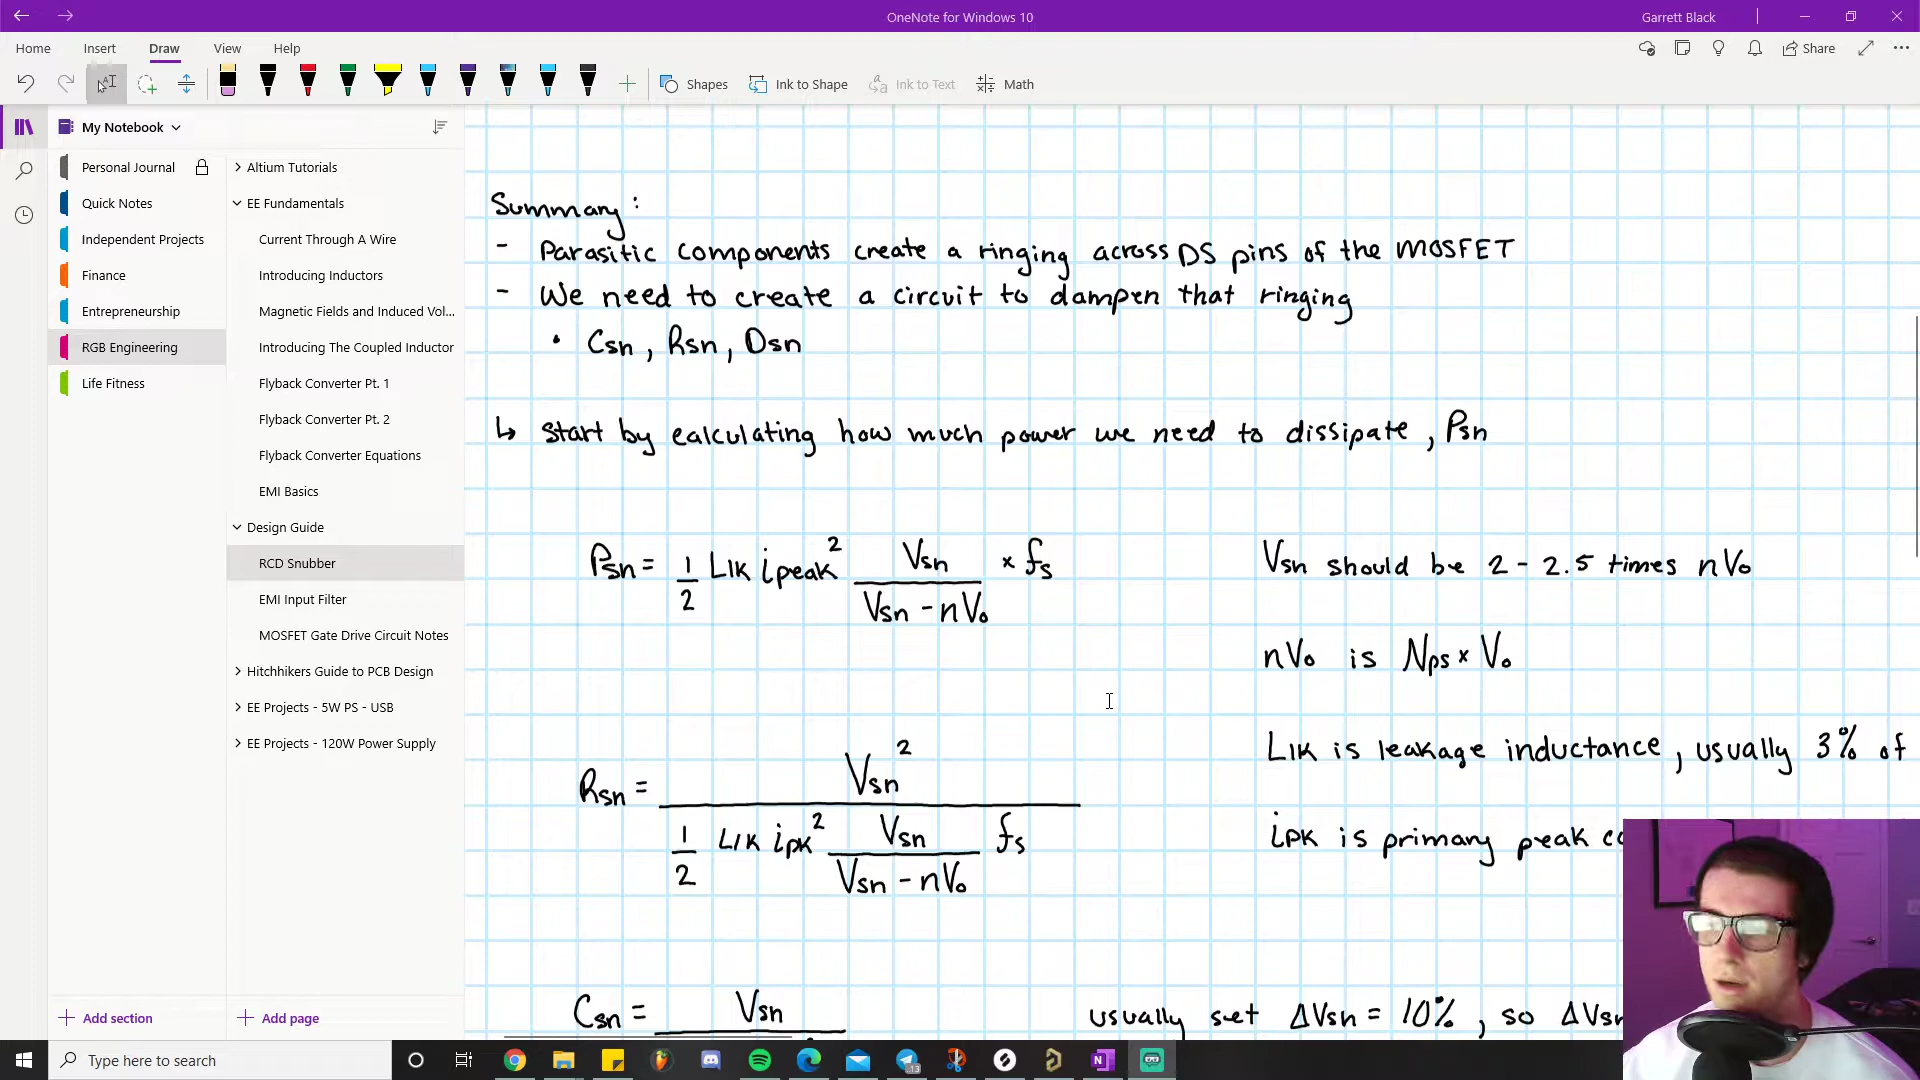 OneNote for Windows 10
Garrett Black
Home
Insert
Draw
View
Help
Share
Shapes
Ink to Shape
Ink to Text
Math
My Notebook
Personal Journal
Quick Notes
Independent Projects
Finance
Entrepreneurship
RGB Engineering
Life Fitness
Altium Tutorials
EE Fundamentals
Current Through A Wire
Introducing Inductors
Magnetic Fields and Induced Vol...
Introducing The Coupled Inductor
Flyback Converter Pt. 1
Flyback Converter Pt. 2
Flyback Converter Equations
EMI Basics
Design Guide
RCD Snubber
EMI Input Filter
MOSFET Gate Drive Circuit Notes
Hitchhikers Guide to PCB Design
EE Projects - 5W PS - USB
EE Projects - 120W Power Supply
Add section
Add page
Summary:
- Parasitic components create a ringing across DS pins of the MOSFET
- We need to create a circuit to dampen that ringing
• Csn, Rsn, Dsn
↳ start by calculating how much power we need to dissipate, Psn
Psn = 1/2 Llk ipeak² Vsn/(Vsn - nVo) × fs
Vsn should be 2 - 2.5 times nVo
nVo is Nps × Vo
Llk is leakage inductance, usually 3% of
Rsn = Vsn² / (1/2 Llk ipk² Vsn/(Vsn - nVo) fs)
ipk is primary peak
Csn = Vsn
usually set ΔVsn = 10%, so ΔVsn
Type here to search
13